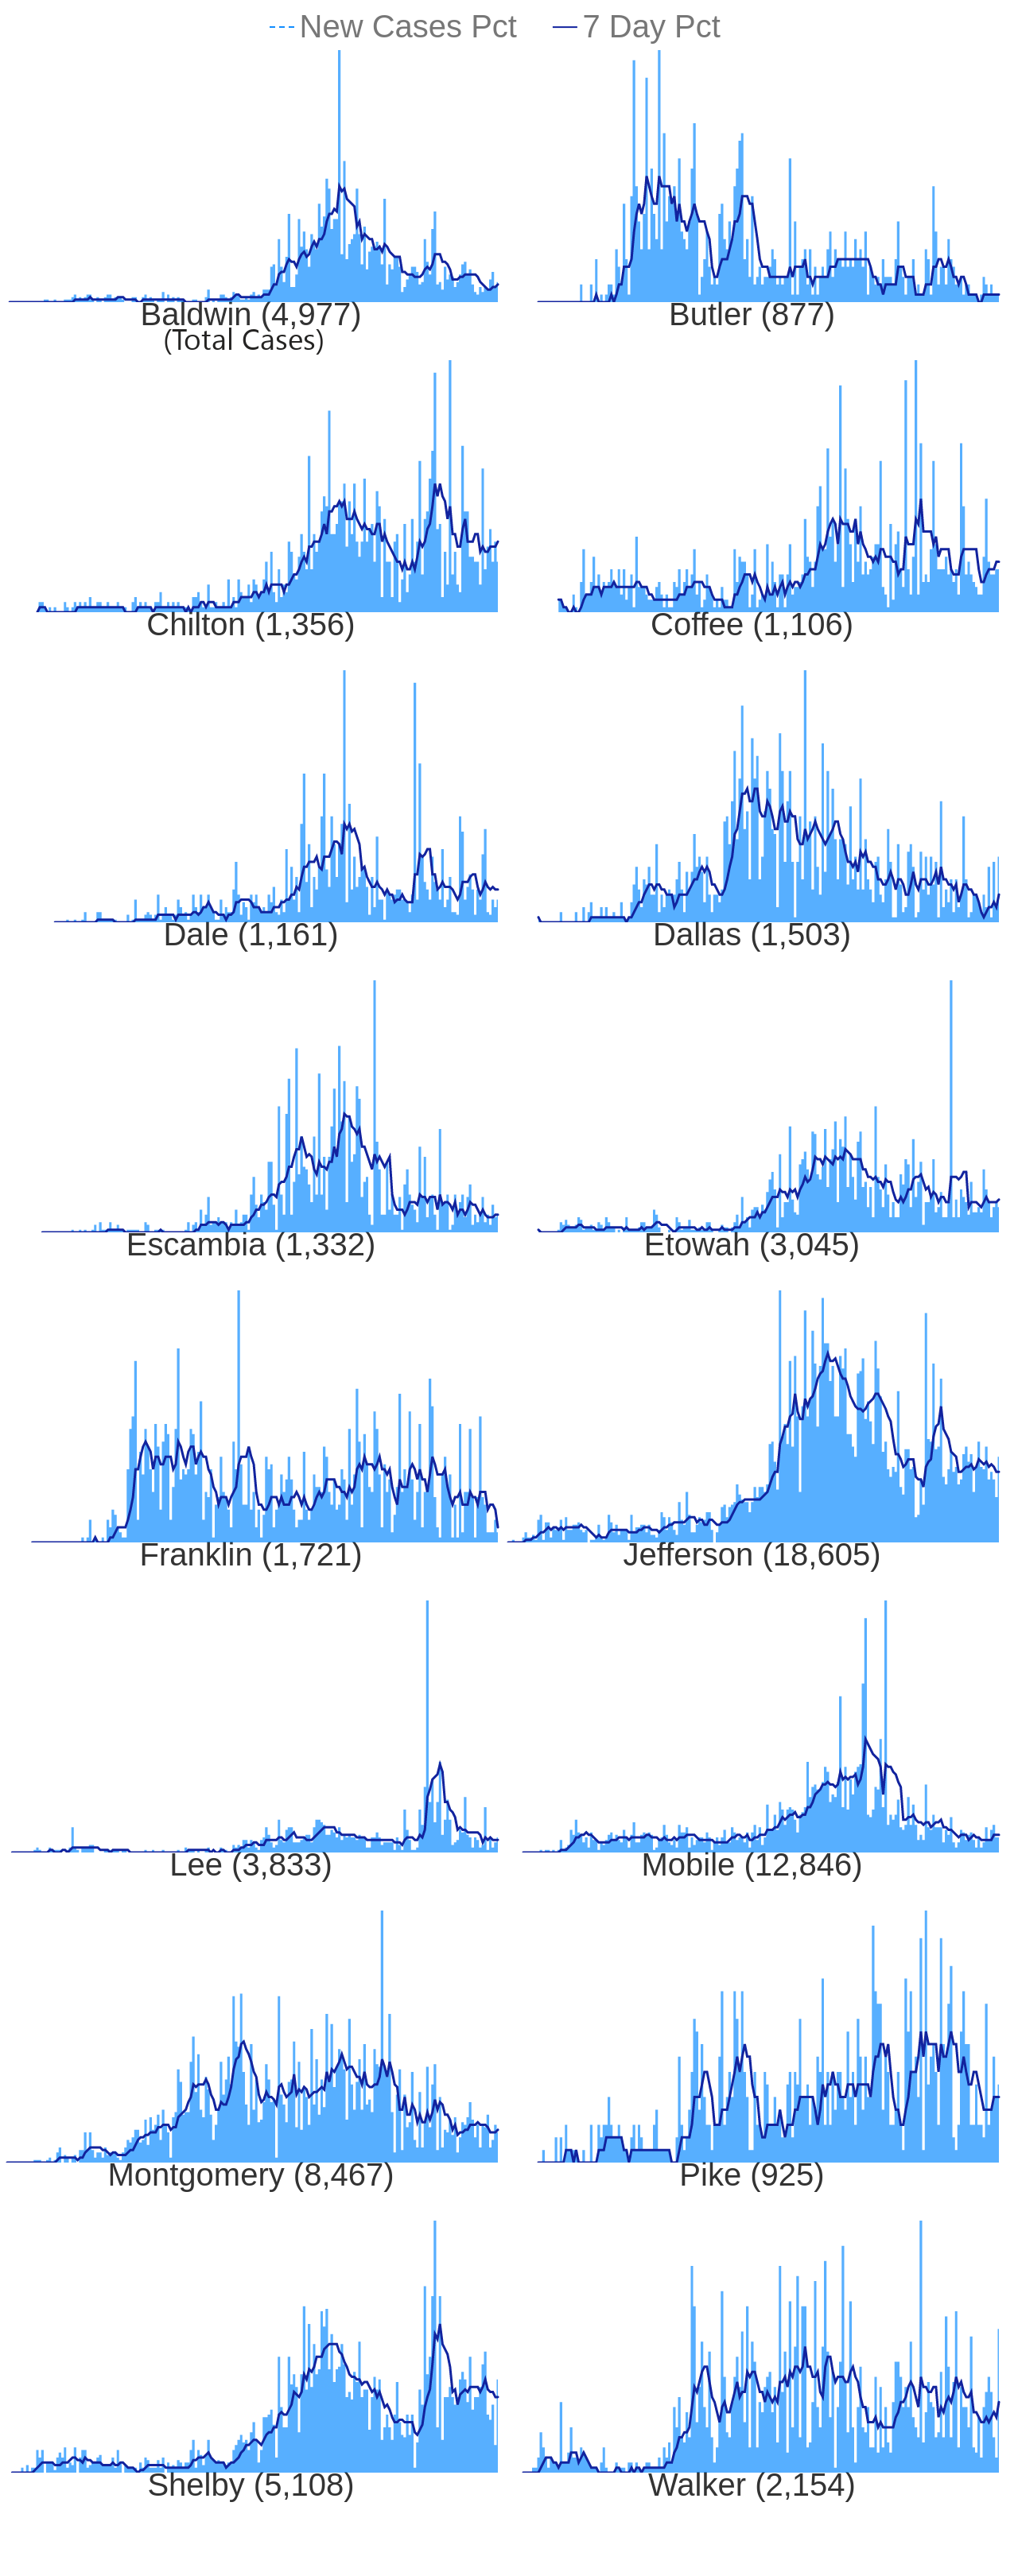 New Cases Pct 7 Day Pct
Baldwin (4,977) Butler (877)
(Total Cases)
Chilton (1,356) Coffee (1,106)
Dale (1,161) Dallas (1,503)
Escambia (1,332) Etowah (3,045)
Franklin (1,721) Jefferson (18,605)
Lee (3,833) Mobile (12,846)
Montgomery (8,467) Pike (925)
Shelby (5,108) Walker (2,154)